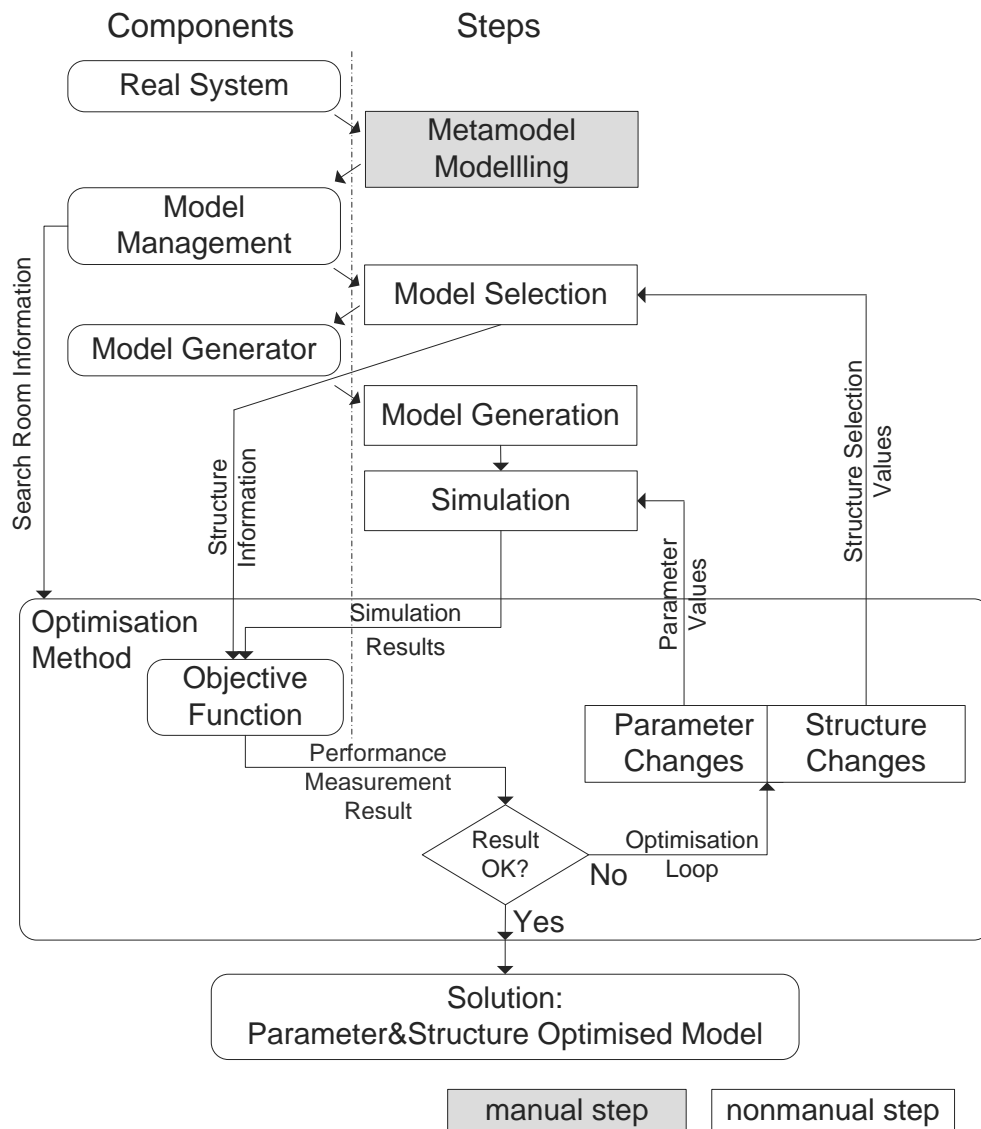 Components
Steps
Real System
Metamodel
Modellling
Model
Management
Model Selection
Model Generator
Model Generation
Simulation
Search Room Information
Structure
Information
Parameter
Values
Structure Selection
Values
Optimisation
Method
Simulation
Results
Objective
Function
Parameter
Changes
Structure
Changes
Performance
Measurement
Result
Result
OK?
No
Optimisation
Loop
Yes
Solution:
Parameter&Structure Optimised Model
manual step
nonmanual step